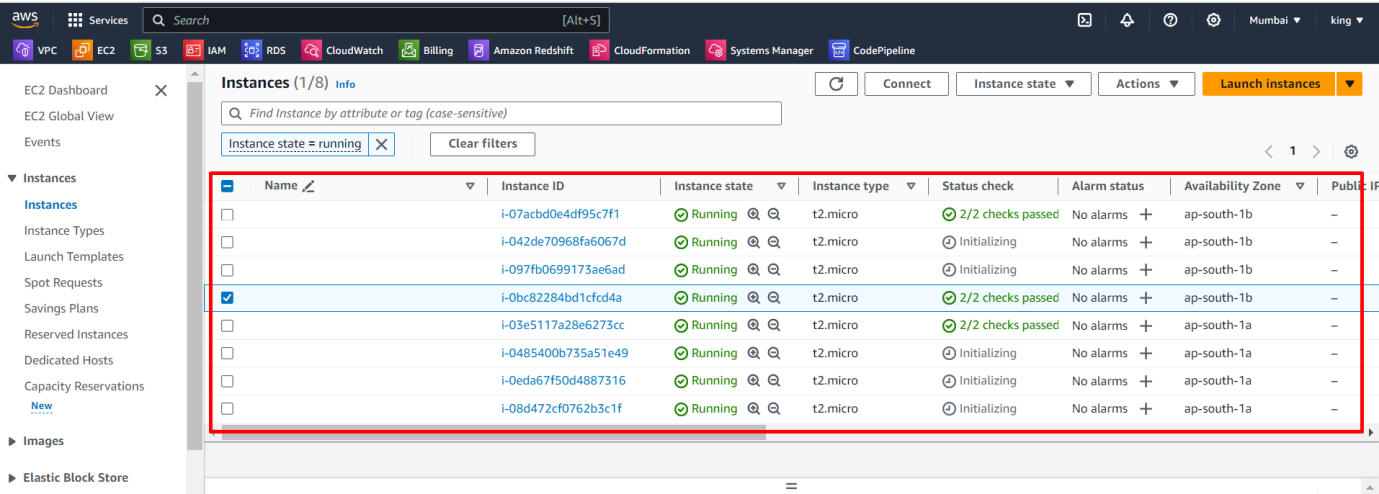 aws Services Search [Alt+S] Mumbai ▼ king ▼
VPC EC2 S3 IAM RDS CloudWatch Billing Amazon Redshift CloudFormation Systems Manager CodePipeline
EC2 Dashboard
EC2 Global View
Events
Instances
Instances
Instance Types
Launch Templates
Spot Requests
Savings Plans
Reserved Instances
Dedicated Hosts
Capacity Reservations
New
Images
Elastic Block Store
Instances (1/8) Info Connect Instance state ▼ Actions ▼ Launch instances ▼
Find Instance by attribute or tag (case-sensitive)
Instance state = running Clear filters
1
Name Instance ID Instance state Instance type Status check Alarm status Availability Zone Public IP
i-07acbd0e4df95c7f1 Running t2.micro 2/2 checks passed No alarms + ap-south-1b –
i-042de70968fa6067d Running t2.micro Initializing No alarms + ap-south-1b –
i-097fb0699173ae6ad Running t2.micro Initializing No alarms + ap-south-1b –
i-0bc82284bd1cfcd4a Running t2.micro 2/2 checks passed No alarms + ap-south-1b –
i-03e5117a28e6273cc Running t2.micro 2/2 checks passed No alarms + ap-south-1a –
i-0485400b735a51e49 Running t2.micro Initializing No alarms + ap-south-1a –
i-0eda67f50d4887316 Running t2.micro Initializing No alarms + ap-south-1a –
i-08d472cf0762b3c1f Running t2.micro Initializing No alarms + ap-south-1a –